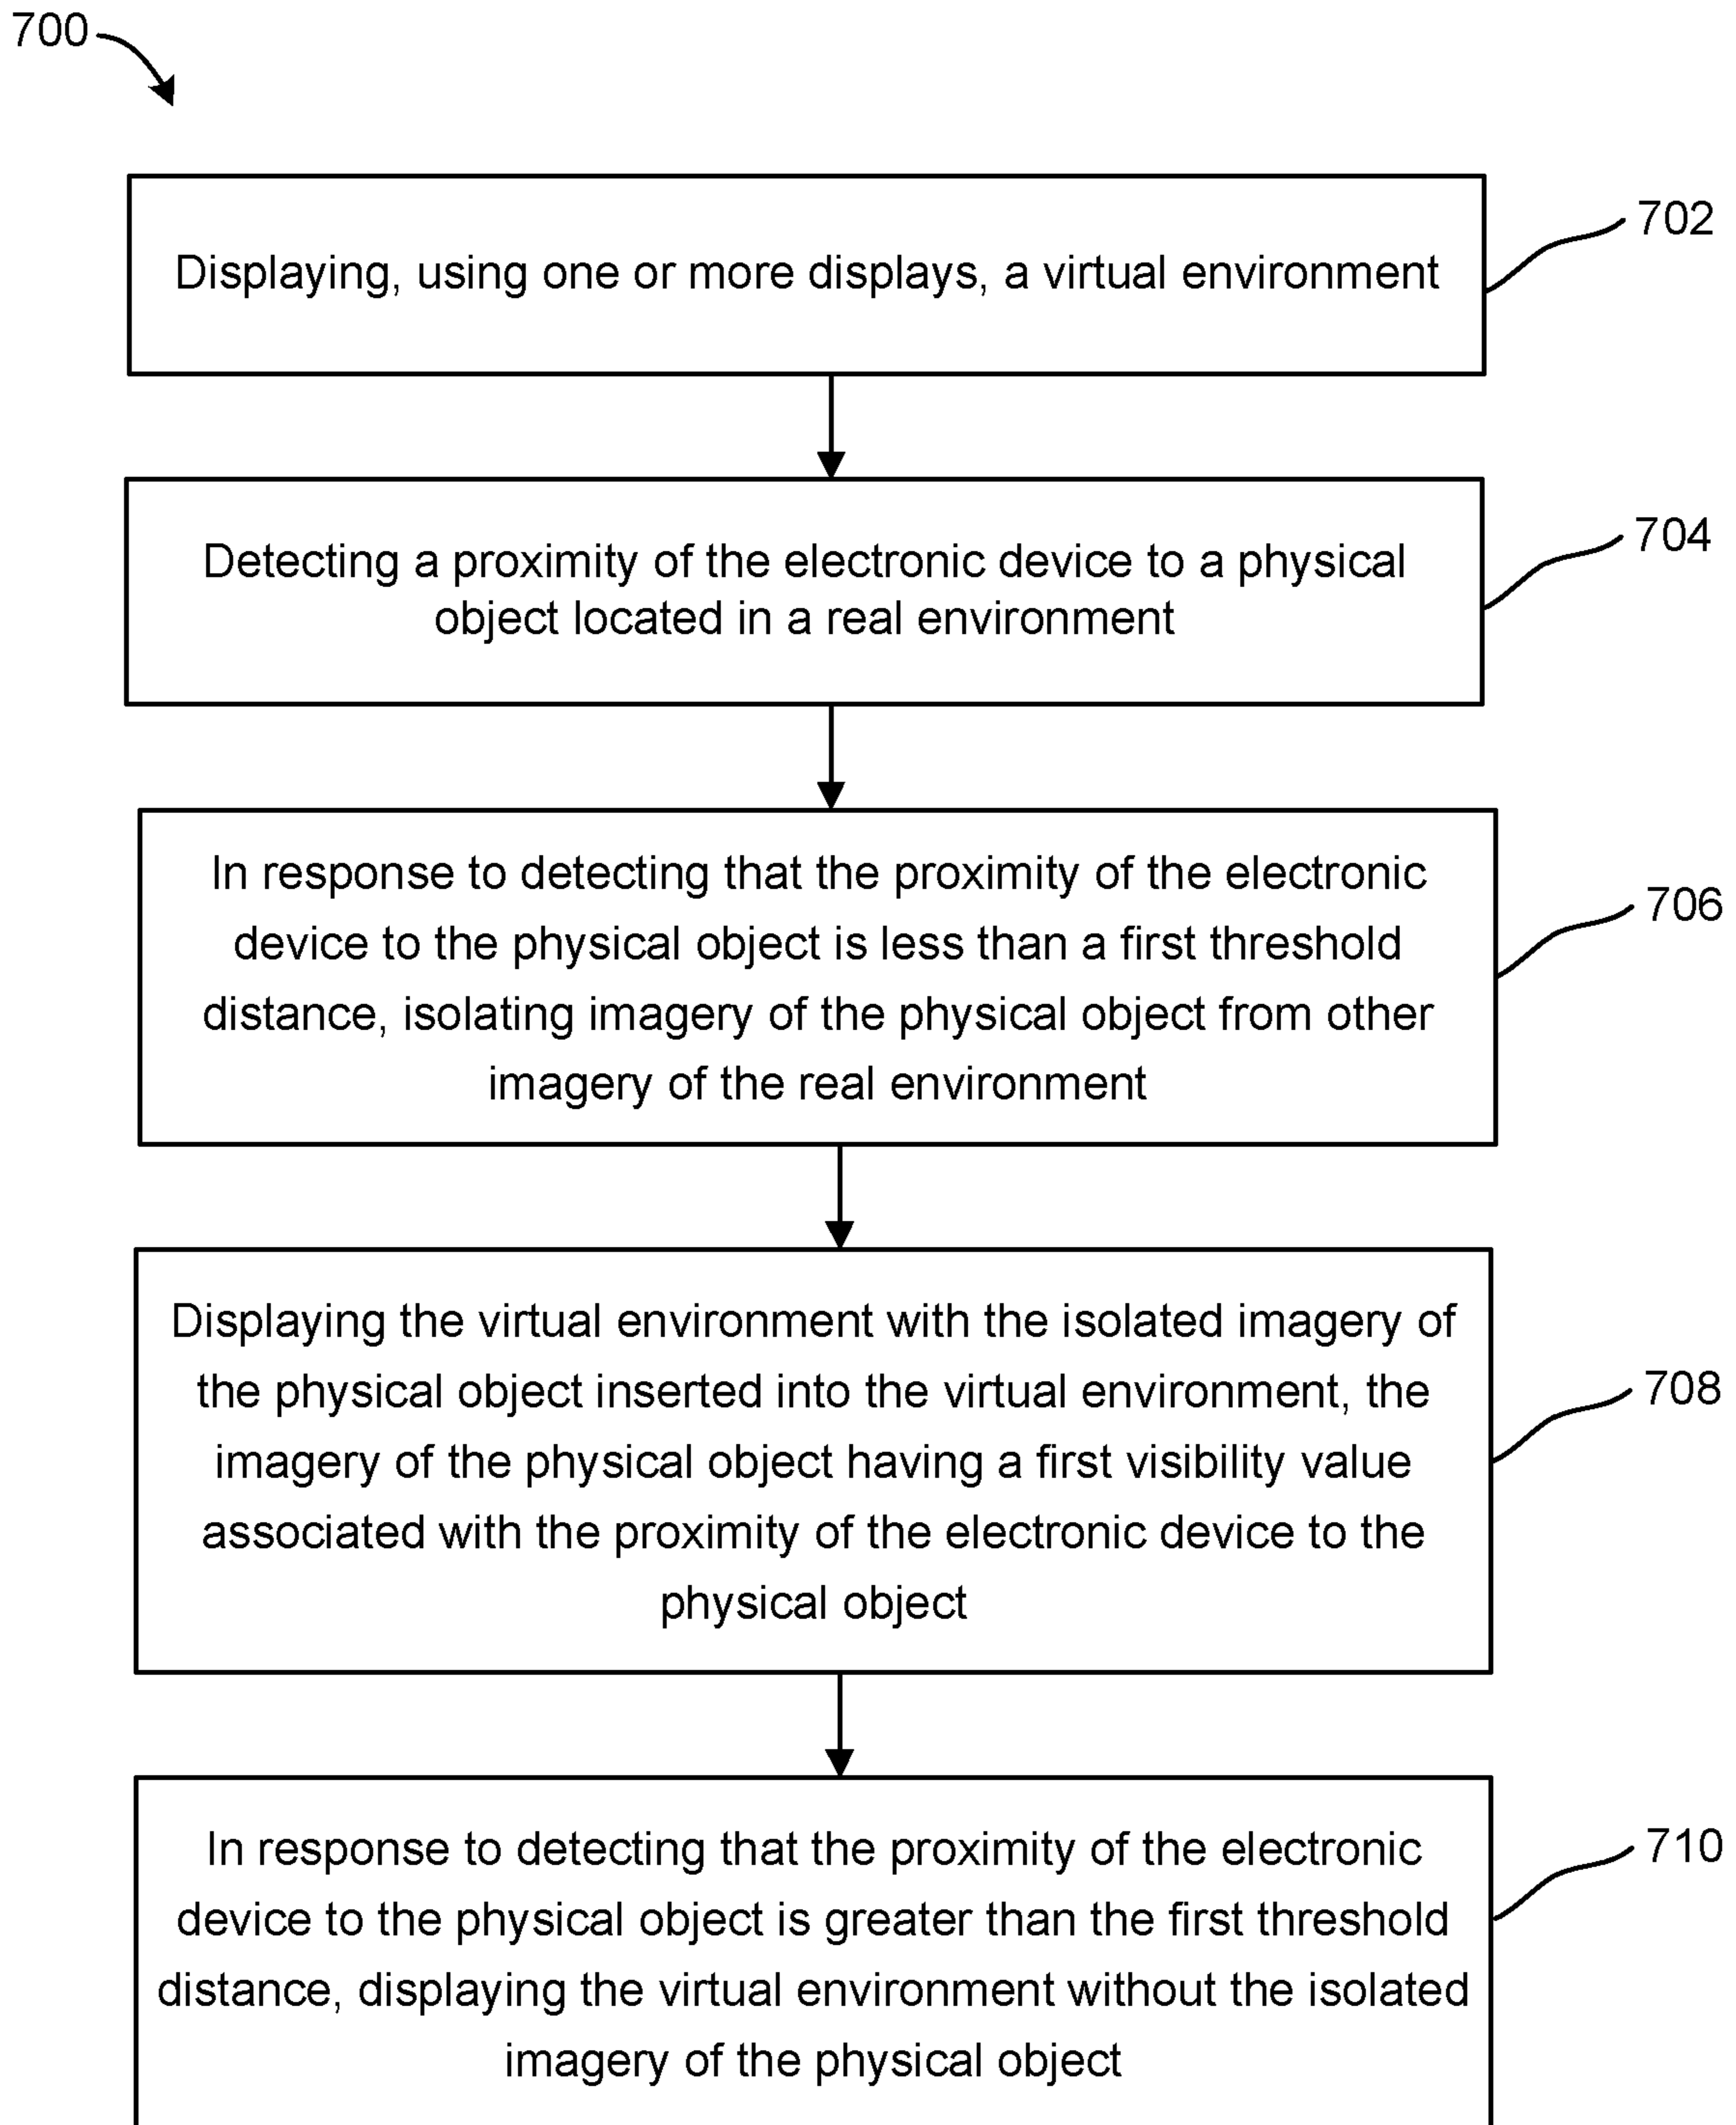 700
Displaying, using one or more displays, a virtual environment
702
Detecting a proximity of the electronic device to a physical
object located in a real environment
704
In response to detecting that the proximity of the electronic
device to the physical object is less than a first threshold
distance, isolating imagery of the physical object from other
imagery of the real environment
706
Displaying the virtual environment with the isolated imagery of
the physical object inserted into the virtual environment, the
imagery of the physical object having a first visibility value
associated with the proximity of the electronic device to the
physical object
708
In response to detecting that the proximity of the electronic
device to the physical object is greater than the first threshold
distance, displaying the virtual environment without the isolated
imagery of the physical object
710